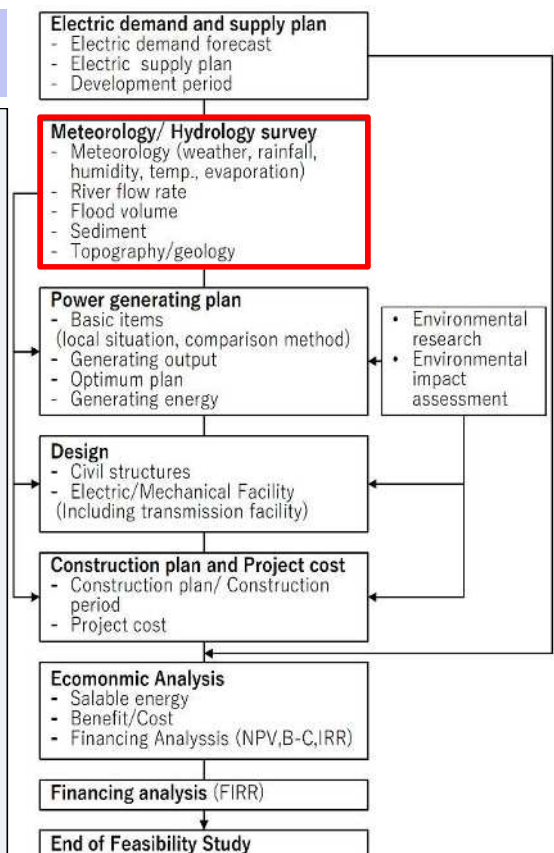 Electric demand and supply plan
- Electric demand forecast
- Electric supply plan
- Development period
Meteorology/ Hydrology survey
- Meteorology (weather, rainfall,
humidity, temp., evaporation)
- River flow rate
- Flood volume
- Sediment
- Topography/geology
Power generating plan
- Basic items
(local situation, comparison method)
- Generating output
- Optimum plan
- Generating energy
• Environmental
research
• Environmental
impact
assessment
Design
- Civil structures
- Electric/Mechanical Facility
(Including transmission facility)
Construction plan and Project cost
- Construction plan/ Construction
period
- Project cost
Ecomonmic Analysis
- Salable energy
- Benefit/Cost
- Financing Analyssis (NPV,B-C,IRR)
Financing analysis (FIRR)
End of Feasibility Study